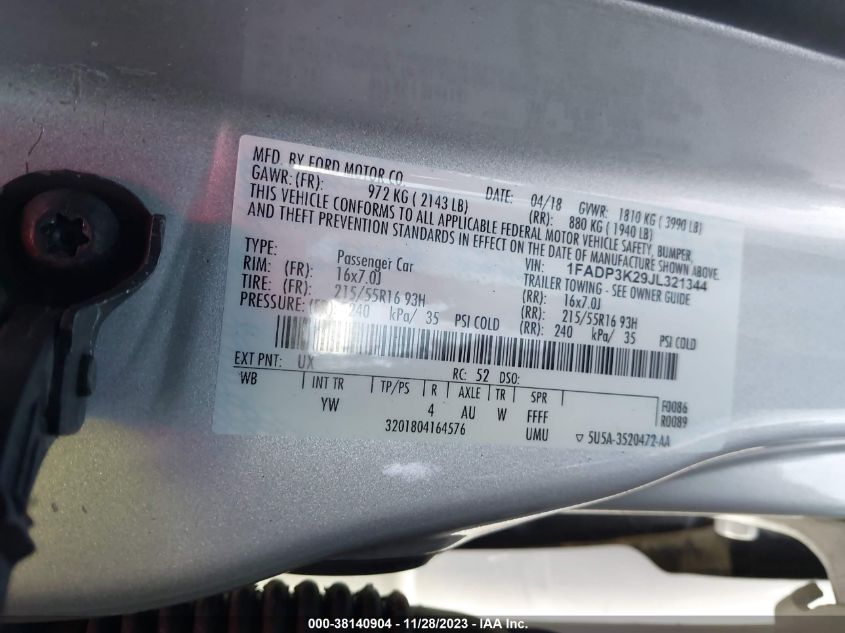 MFD. BY FORD MOTOR CO.
DATE: 04/18 GVWR: 1810 KG ( 3990 LB)
GAWR: (FR): 972 KG ( 2143 LB) (RR): 880 KG ( 1940 LB)
THIS VEHICLE CONFORMS TO ALL APPLICABLE FEDERAL MOTOR VEHICLE SAFETY, BUMPER,
AND THEFT PREVENTION STANDARDS IN EFFECT ON THE DATE OF MANUFACTURE SHOWN ABOVE.
VIN: 1FADP3K29JL321344
TYPE: Passenger Car TRAILER TOWING - SEE OWNER GUIDE
RIM: (FR): 16x7.0J (RR): 16x7.0J
TIRE: (FR): 215/55R16 93H (RR): 215/55R16 93H
PRESSURE: (FR): 240 kPa/ 35 PSI COLD (RR): 240 kPa/ 35 PSI COLD
EXT PNT: UX RC: 52 DSO:
WB INT TR TP/PS R AXLE TR SPR F0086
YW 4 AU W FFFF R0089
3201804164576 UMU ▽ 5U5A-3520472-AA
000-38140904 - 11/28/2023 - IAA Inc.